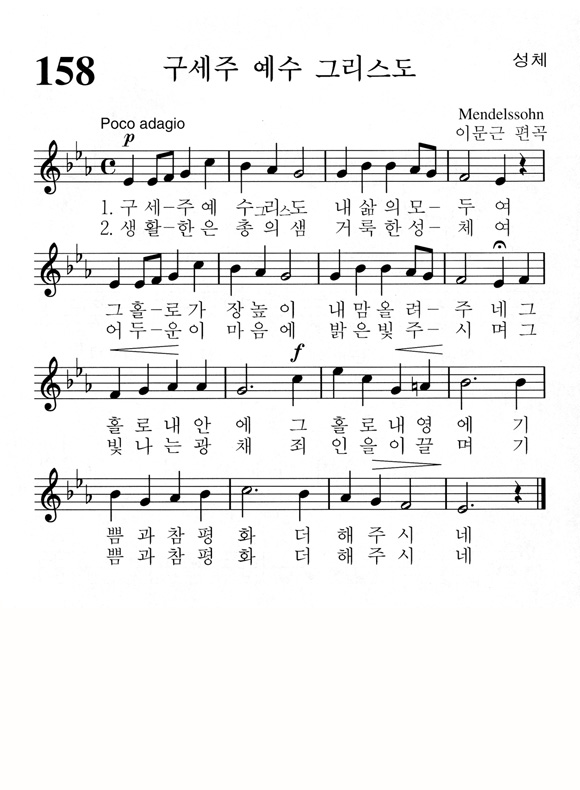 158 구세주 예수 그리스도 성체
Poco adagio
Mendelssohn
이문근 편곡
p
1. 구 세-주 예 수 그리스도 내 삶 의 모- 두 여
2. 생 활-한 은 총 의 샘 거 룩 한 성- 체 여
그 홀-로 가 장 높 이 내 맘 올 려- 주 네 그
어 두-운 이 마 음 에 밝 은 빛 주- 시 며 그
f
홀 로 내 안 에 그 홀 로 내 영 에 기
빛 나 는 광 채 죄 인 을 이 끌 며 기
쁨 과 참 평 화 더 해 주 시 네
쁨 과 참 평 화 더 해 주 시 네